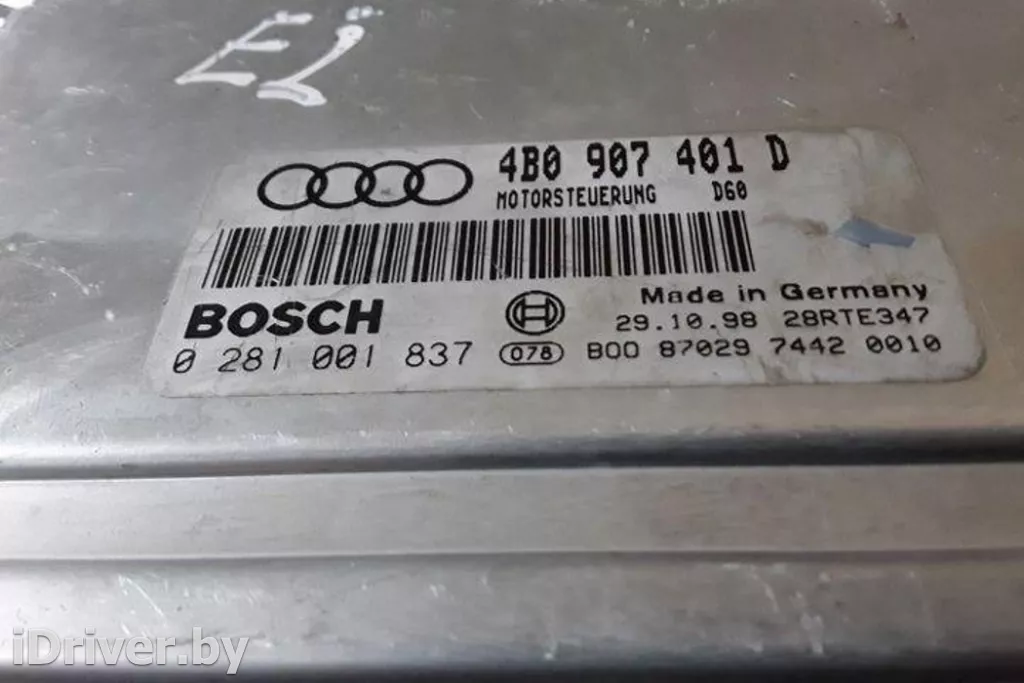 E2
4B0 907 401 D
MOTORSTEUERUNG D60
Made in Germany
BOSCH 29.10.98 28RTE347
0 281 001 837 078 B00 87029 7442 0010
iDriver.by